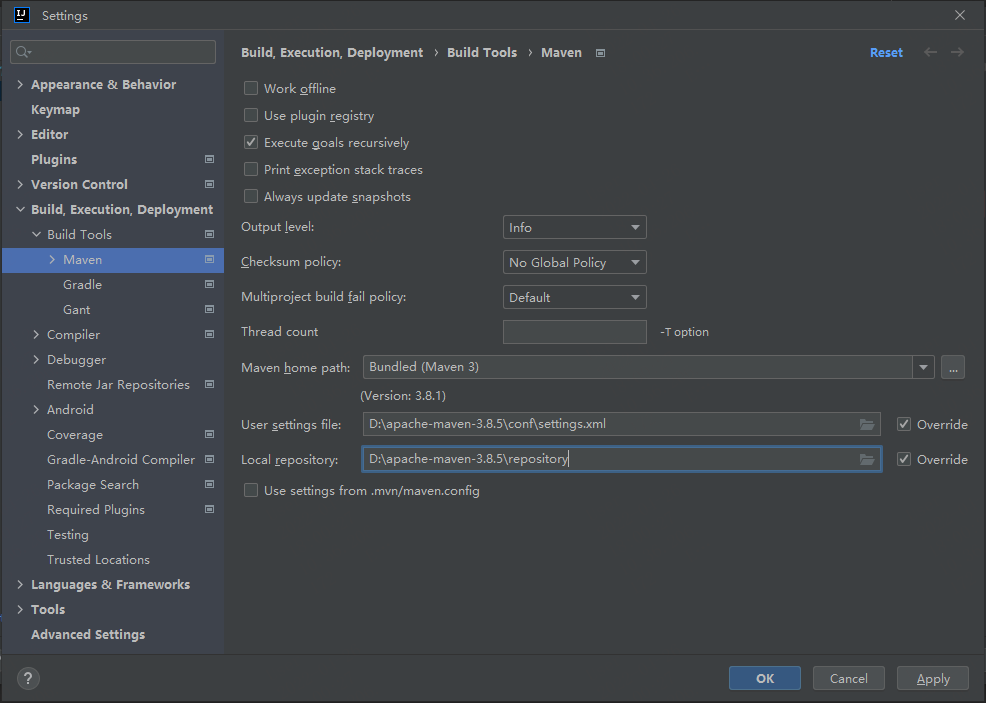 IJ Settings
Build, Execution, Deployment › Build Tools › Maven Reset
Appearance & Behavior
Keymap
Editor
Plugins
Version Control
Build, Execution, Deployment
Build Tools
Maven
Gradle
Gant
Compiler
Debugger
Remote Jar Repositories
Android
Coverage
Gradle-Android Compiler
Package Search
Required Plugins
Testing
Trusted Locations
Languages & Frameworks
Tools
Advanced Settings
Work offline
Use plugin registry
Execute goals recursively
Print exception stack traces
Always update snapshots
Output level: Info
Checksum policy: No Global Policy
Multiproject build fail policy: Default
Thread count -T option
Maven home path: Bundled (Maven 3) ...
(Version: 3.8.1)
User settings file: D:\apache-maven-3.8.5\conf\settings.xml Override
Local repository: D:\apache-maven-3.8.5\repository Override
Use settings from .mvn/maven.config
? OK Cancel Apply